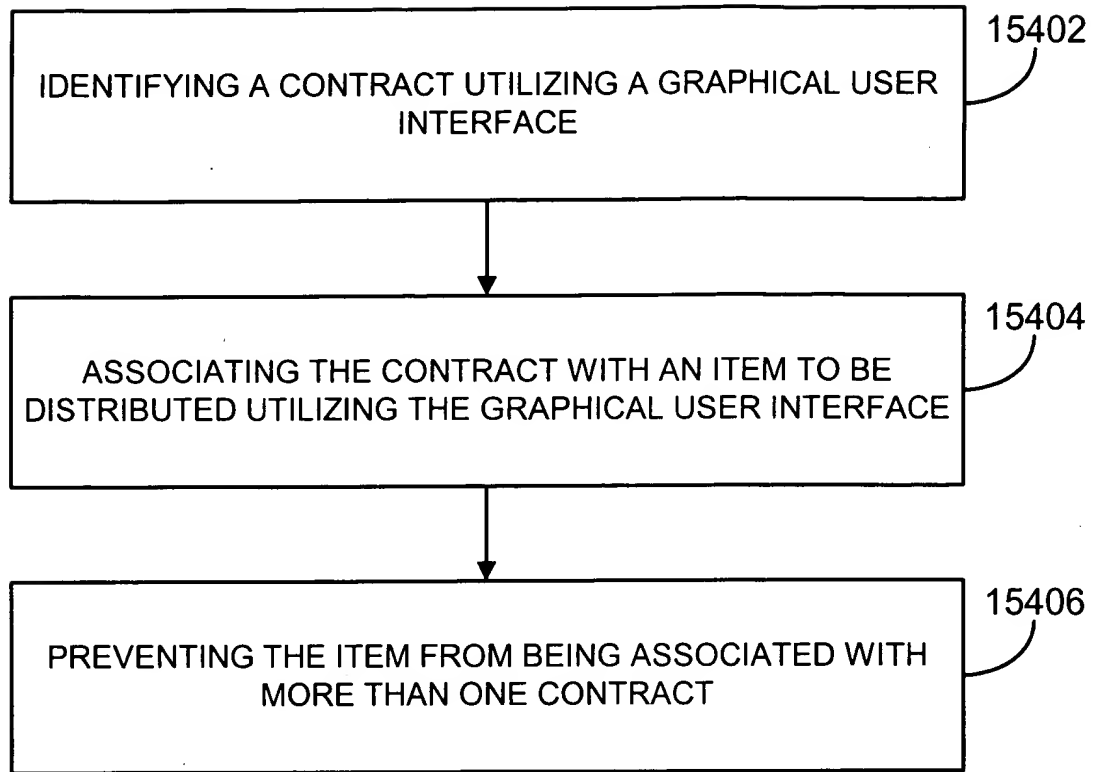 15402
IDENTIFYING A CONTRACT UTILIZING A GRAPHICAL USER
INTERFACE
15404
ASSOCIATING THE CONTRACT WITH AN ITEM TO BE
DISTRIBUTED UTILIZING THE GRAPHICAL USER INTERFACE
15406
PREVENTING THE ITEM FROM BEING ASSOCIATED WITH
MORE THAN ONE CONTRACT